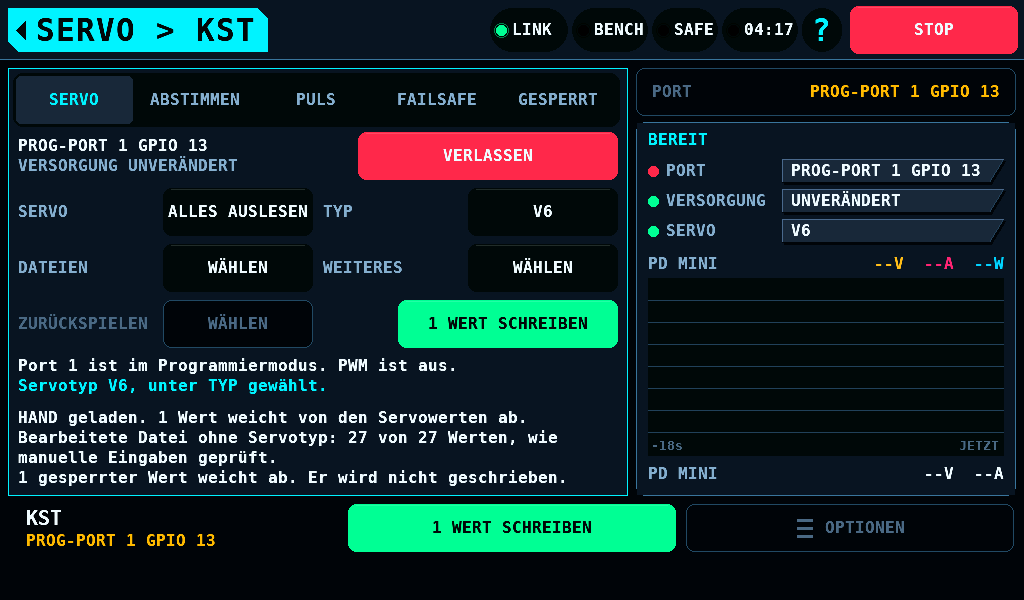 SERVO > KST
LINK
BENCH
SAFE
04:17
?
STOP
SERVO
ABSTIMMEN
PULS
FAILSAFE
GESPERRT
PROG-PORT 1 GPIO 13
VERSORGUNG UNVERÄNDERT
VERLASSEN
SERVO
ALLES AUSLESEN
TYP
V6
DATEIEN
WÄHLEN
WEITERES
WÄHLEN
ZURÜCKSPIELEN
WÄHLEN
1 WERT SCHREIBEN
Port 1 ist im Programmiermodus. PWM ist aus.
Servotyp V6, unter TYP gewählt.
HAND geladen. 1 Wert weicht von den Servowerten ab.
Bearbeitete Datei ohne Servotyp: 27 von 27 Werten, wie
manuelle Eingaben geprüft.
1 gesperrter Wert weicht ab. Er wird nicht geschrieben.
PORT
PROG-PORT 1 GPIO 13
BEREIT
PORT
PROG-PORT 1 GPIO 13
VERSORGUNG
UNVERÄNDERT
SERVO
V6
PD MINI
--V --A --W
-18s
JETZT
PD MINI
--V --A
KST
PROG-PORT 1 GPIO 13
1 WERT SCHREIBEN
OPTIONEN